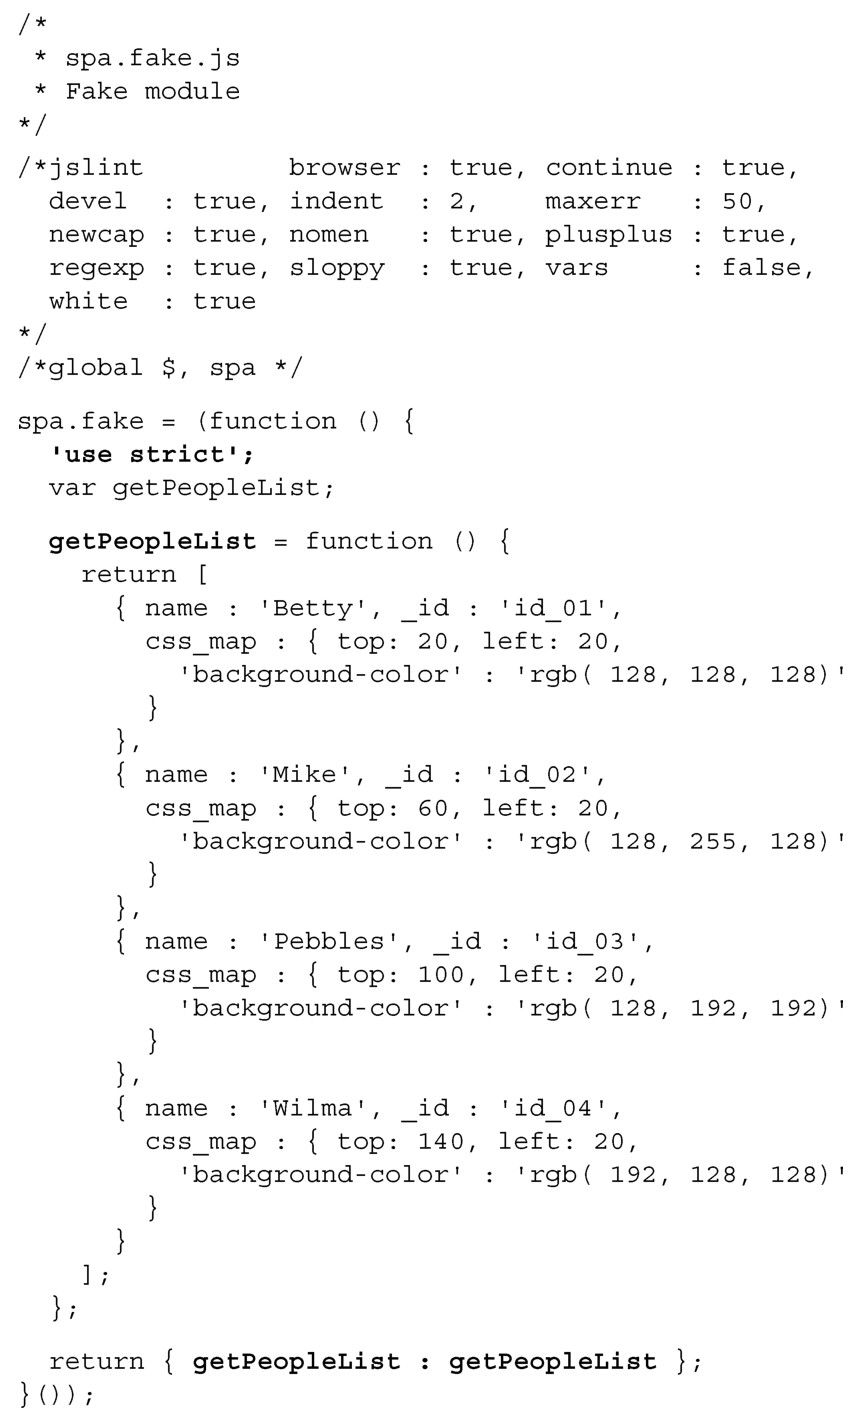 /*
 * spa.fake.js
 * Fake module
*/
/*jslint         browser : true, continue : true,
  devel  : true, indent  : 2,    maxerr   : 50,
  newcap : true, nomen   : true, plusplus : true,
  regexp : true, sloppy  : true, vars     : false,
  white  : true
*/
/*global $, spa */
spa.fake = (function () {
  'use strict';
  var getPeopleList;
  getPeopleList = function () {
    return [
      { name : 'Betty', _id : 'id_01',
        css_map : { top: 20, left: 20,
          'background-color' : 'rgb( 128, 128, 128)'
        }
      },
      { name : 'Mike', _id : 'id_02',
        css_map : { top: 60, left: 20,
          'background-color' : 'rgb( 128, 255, 128)'
        }
      },
      { name : 'Pebbles', _id : 'id_03',
        css_map : { top: 100, left: 20,
          'background-color' : 'rgb( 128, 192, 192)'
        }
      },
      { name : 'Wilma', _id : 'id_04',
        css_map : { top: 140, left: 20,
          'background-color' : 'rgb( 192, 128, 128)'
        }
      }
    ];
  };
  return { getPeopleList : getPeopleList };
}());